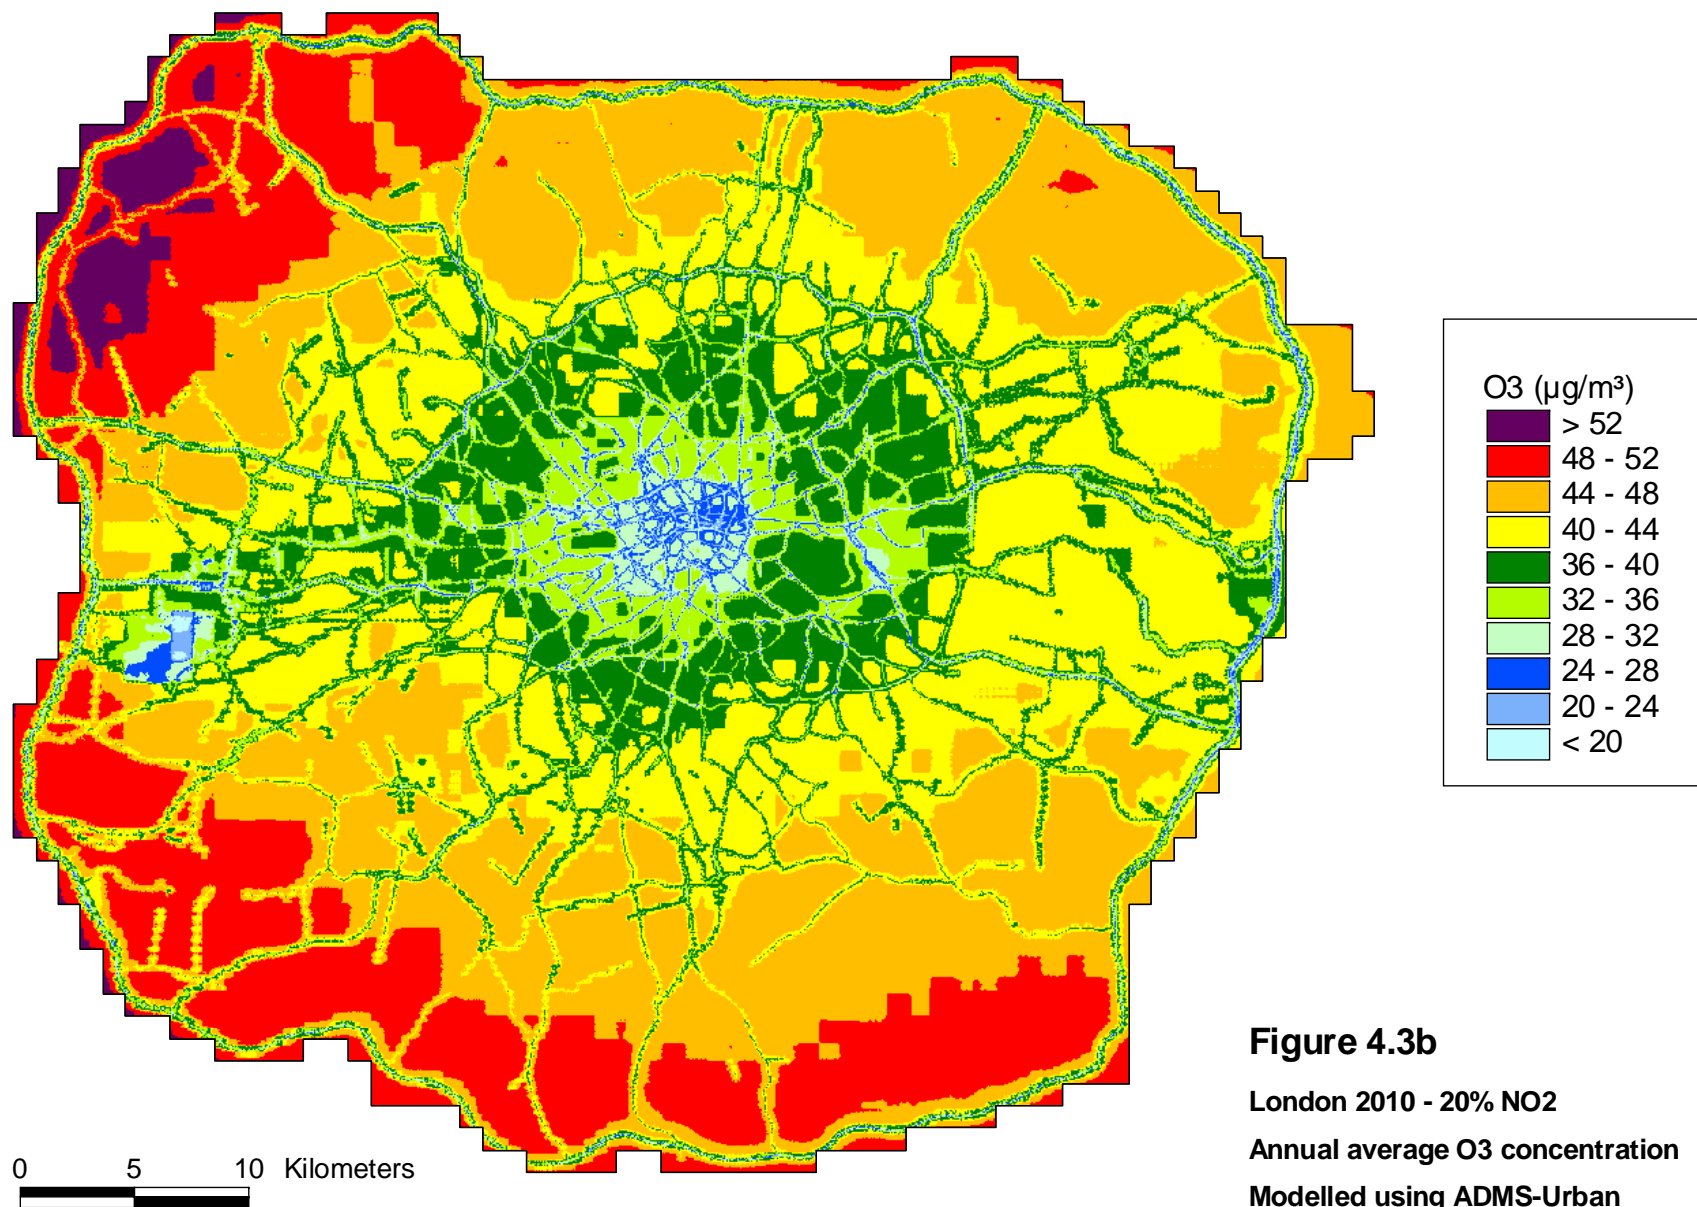 O3 (µg/m³)
> 52
48 - 52
44 - 48
40 - 44
36 - 40
32 - 36
28 - 32
24 - 28
20 - 24
< 20
Figure 4.3b
London 2010 - 20% NO2
Annual average O3 concentration
Modelled using ADMS-Urban
0 5 10 Kilometers